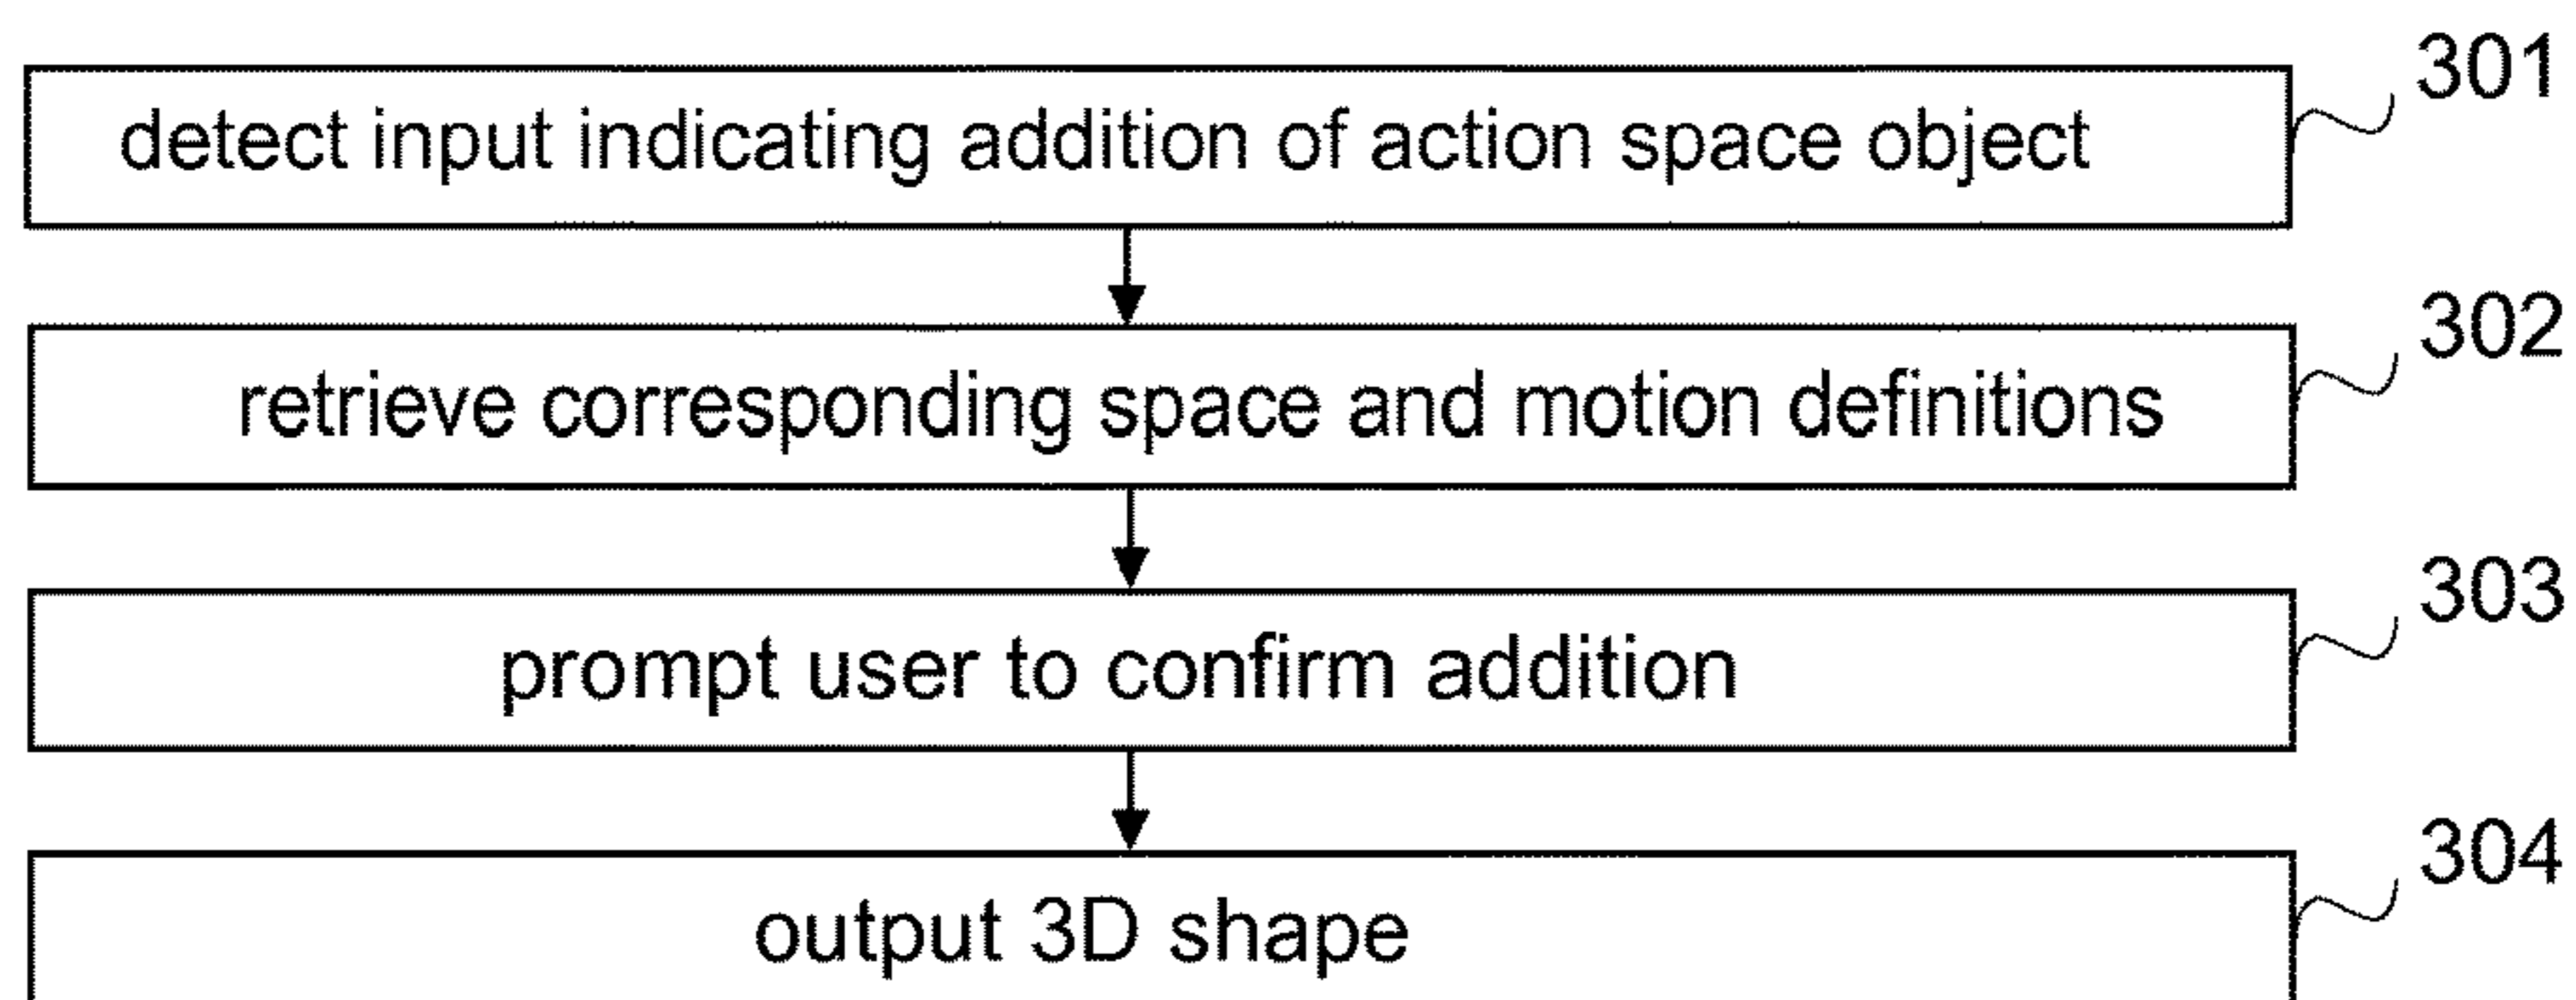 301
detect input indicating addition of action space object
302
retrieve corresponding space and motion definitions
303
prompt user to confirm addition
304
output 3D shape